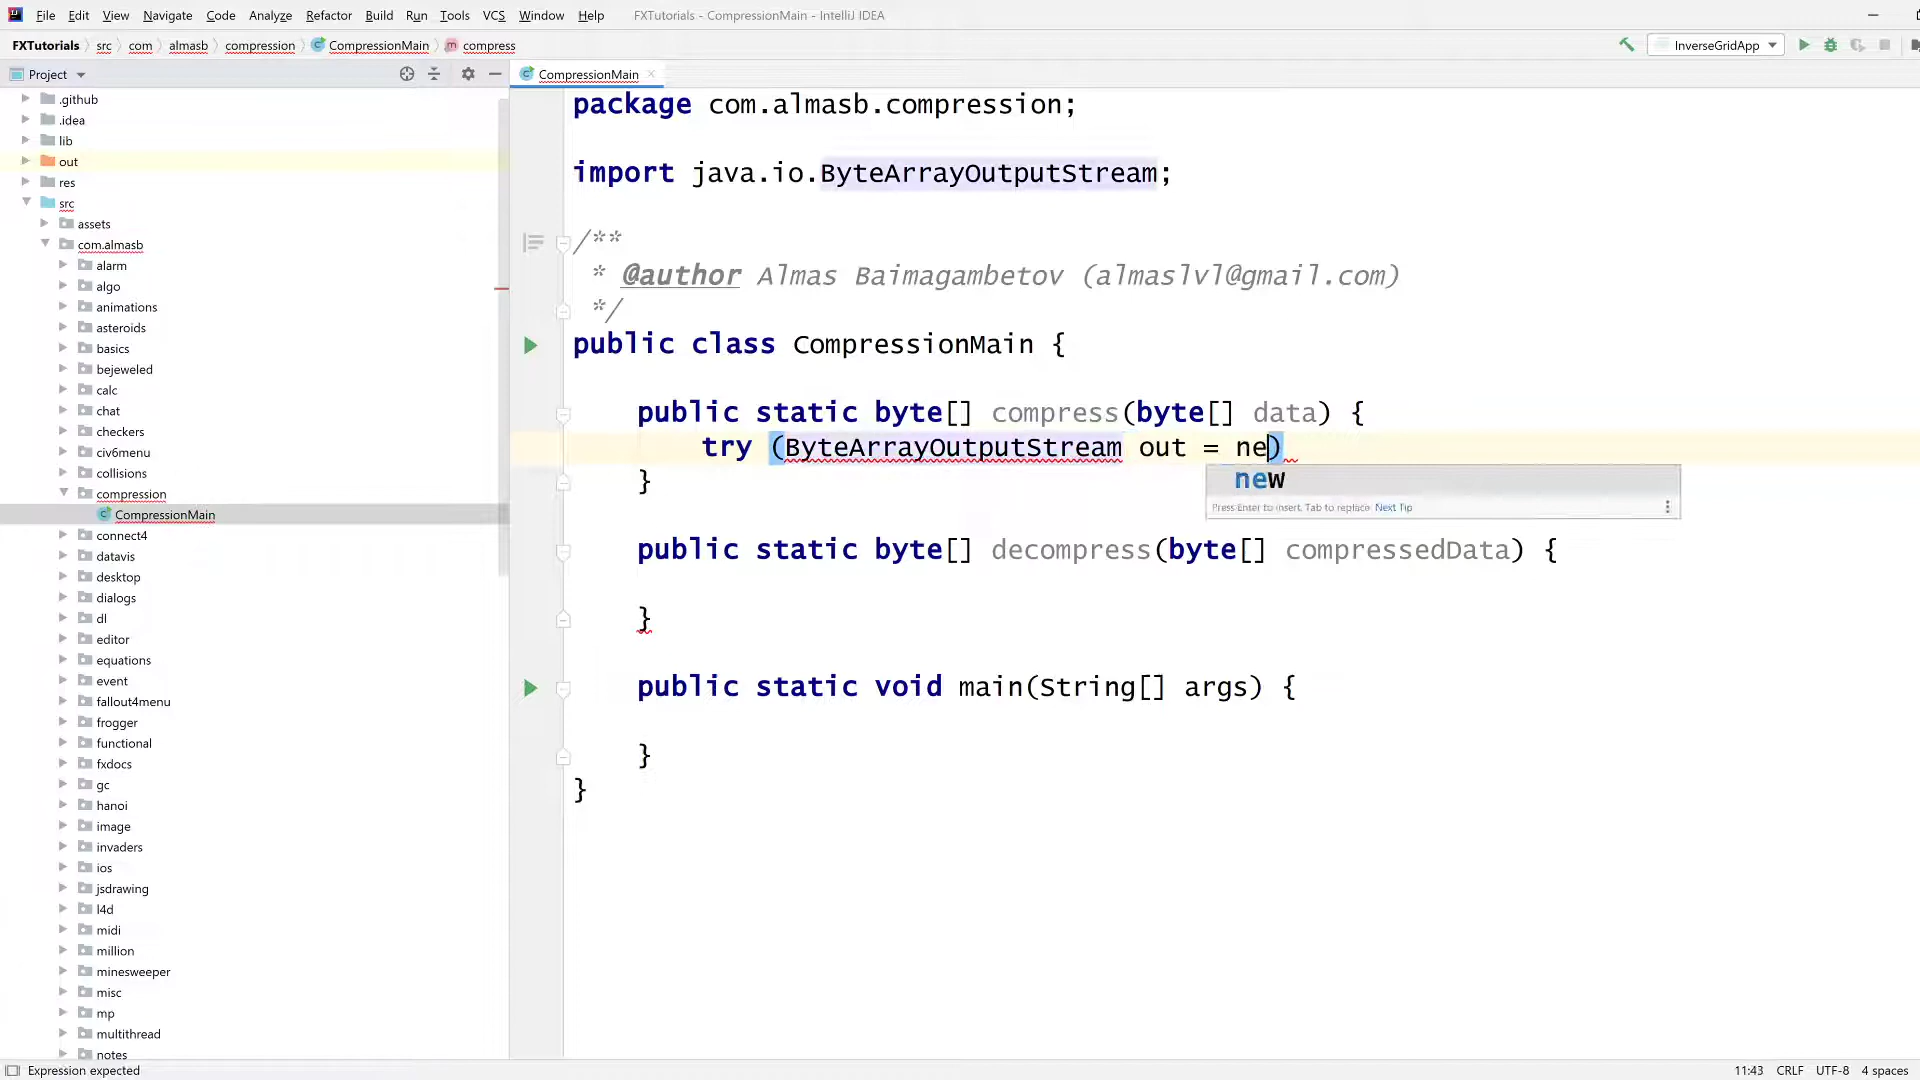 File Edit View Navigate Code Analyze Refactor Build Run Tools VCS Window Help FXTutorials - CompressionMain - IntelliJ IDEA
FXTutorials src com almasb compression CompressionMain compress InverseGridApp
Project
CompressionMain
.github
.idea
lib
out
res
src
assets
com.almasb
alarm
algo
animations
asteroids
basics
bejeweled
calc
chat
checkers
civ6menu
collisions
compression
CompressionMain
connect4
datavis
desktop
dialogs
dl
editor
equations
event
fallout4menu
frogger
functional
fxdocs
gc
hanoi
image
invaders
ios
jsdrawing
l4d
midi
million
minesweeper
misc
mp
multithread
notes
package com.almasb.compression;
import java.io.ByteArrayOutputStream;
/**
* @author Almas Baimagambetov (almaslvl@gmail.com)
*/
public class CompressionMain {
public static byte[] compress(byte[] data) {
try (ByteArrayOutputStream out = ne)
}
new
Press Enter to insert, Tab to replace Next Tip
public static byte[] decompress(byte[] compressedData) {
}
public static void main(String[] args) {
}
}
Expression expected 11:43 CRLF UTF-8 4 spaces